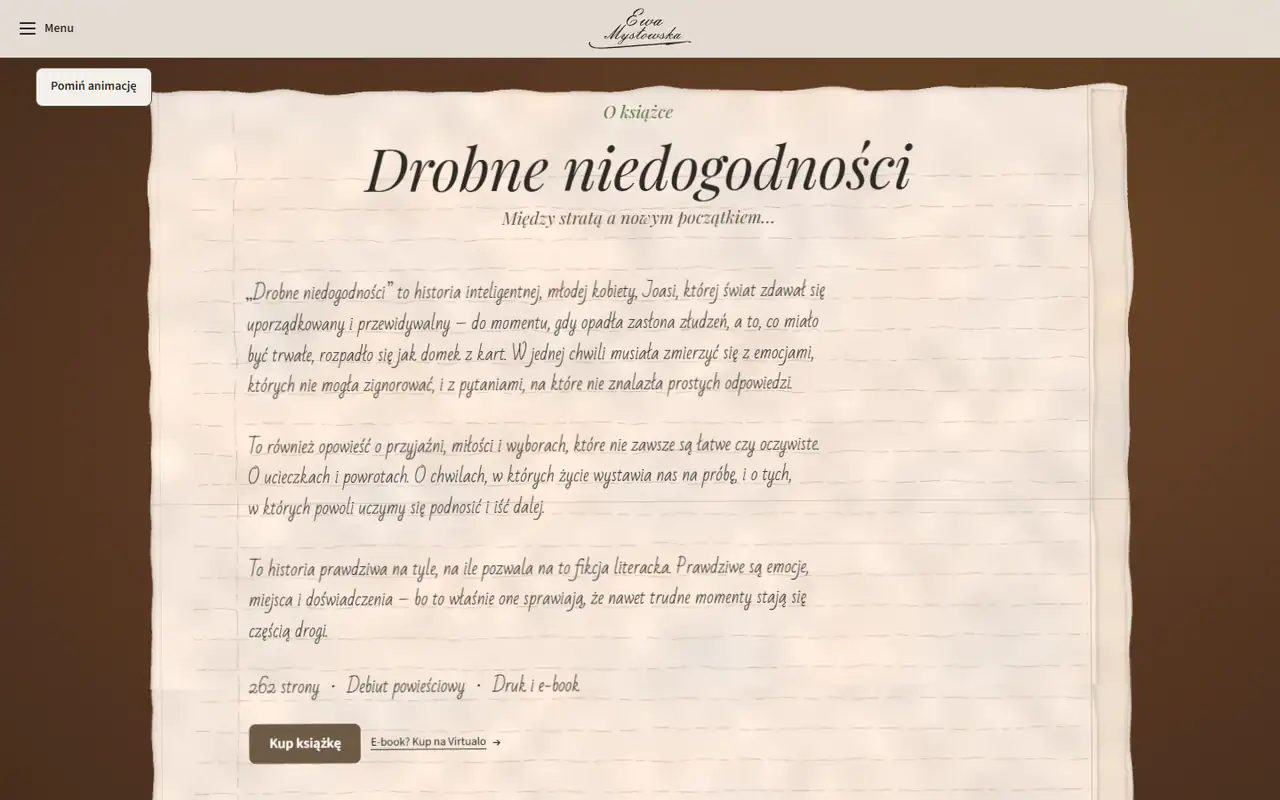 Menu
Ewa
Mysłowska
Pomiń animację
O książce
Drobne niedogodności
Między stratą a nowym początkiem...
„Drobne niedogodności” to historia inteligentnej, młodej kobiety, Joasi, której świat zdawał się
uporządkowany i przewidywalny – do momentu, gdy opadła zasłona złudzeń, a to, co miało
być trwałe, rozpadło się jak domek z kart. W jednej chwili musiała zmierzyć się z emocjami,
których nie mogła zignorować, i z pytaniami, na które nie znalazła prostych odpowiedzi.
To również opowieść o przyjaźni, miłości i wyborach, które nie zawsze są łatwe czy oczywiste.
O ucieczkach i powrotach. O chwilach, w których życie wystawia nas na próbę, i o tych,
w których powoli uczymy się podnosić i iść dalej.
To historia prawdziwa na tyle, na ile pozwala na to fikcja literacka. Prawdziwe są emocje,
miejsca i doświadczenia – bo to właśnie one sprawiają, że nawet trudne momenty stają się
częścią drogi.
262 strony · Debiut powieściowy · Druk i e-book
Kup książkę
E-book? Kup na Virtualo →